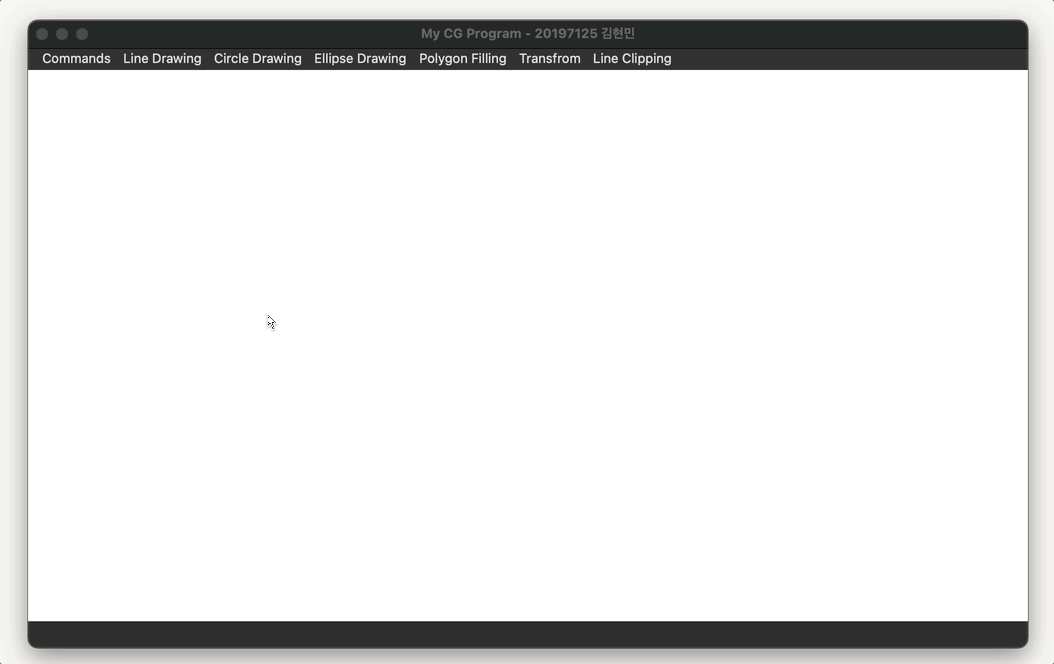 My CG Program - 20197125 김현민
Commands Line Drawing Circle Drawing Ellipse Drawing Polygon Filling Transfrom Line Clipping